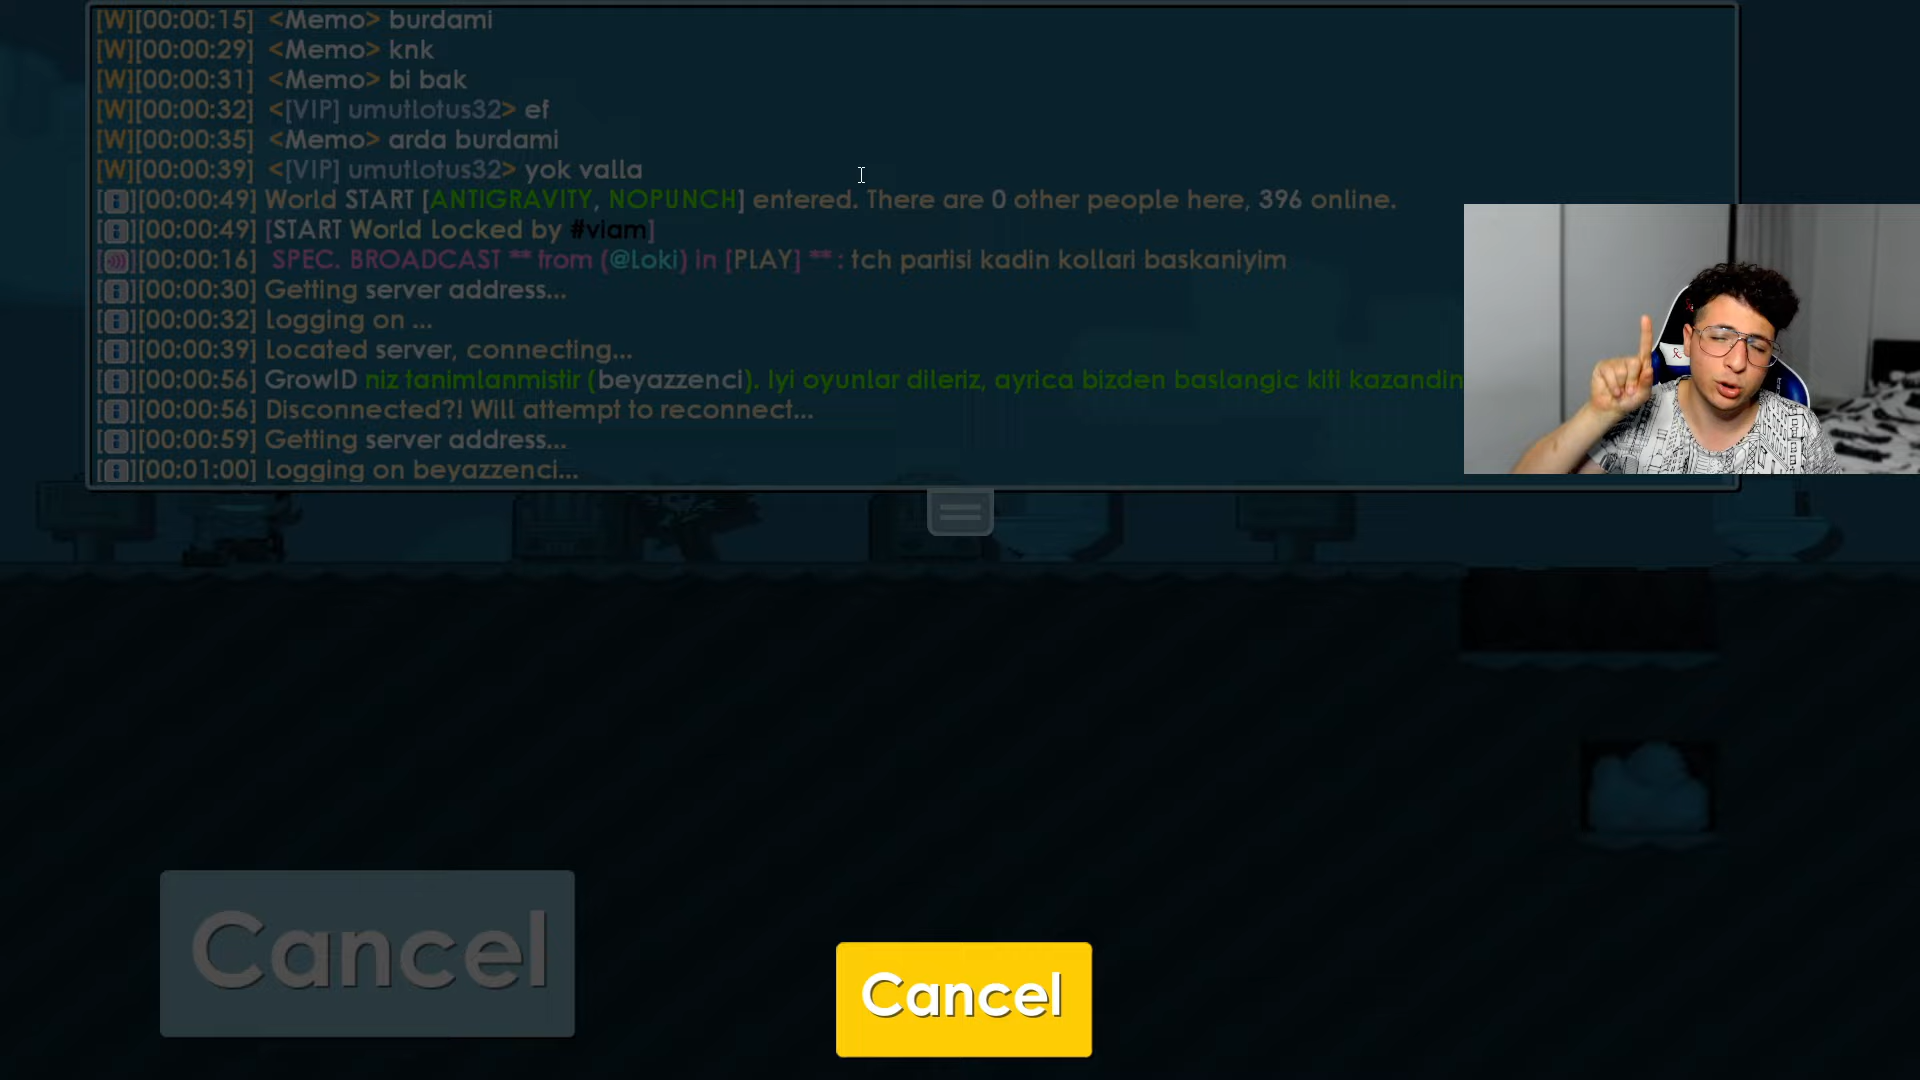 [W][00:00:15] <Memo> burdami
[W][00:00:29] <Memo> knk
[W][00:00:31] <Memo> bi bak
[W][00:00:32] <[VIP] umutlotus32> ef
[W][00:00:35] <Memo> arda burdami
[W][00:00:39] <[VIP] umutlotus32> yok valla
[i][00:00:49] World START [ANTIGRAVITY, NOPUNCH] entered. There are 0 other people here, 396 online.
[i][00:00:49] [START World Locked by #viam]
[00:00:16] SPEC. BROADCAST ** from (@Loki) in [PLAY] ** : tch partisi kadin kollari baskaniyim
[i][00:00:30] Getting server address...
[i][00:00:32] Logging on ...
[i][00:00:39] Located server, connecting...
[i][00:00:56] GrowID niz tanimlanmistir (beyazzenci). Iyi oyunlar dileriz, ayrica bizden baslangic kiti kazandin
[i][00:00:56] Disconnected?! Will attempt to reconnect...
[i][00:00:59] Getting server address...
[i][00:01:00] Logging on beyazzenci...
Cancel
Cancel